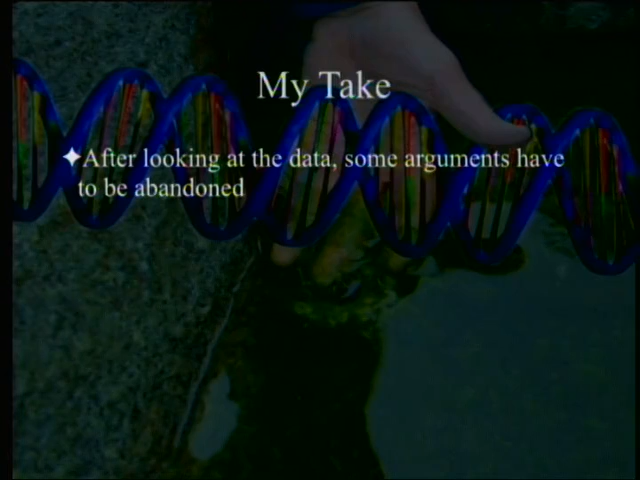 My Take
✦After looking at the data, some arguments have
to be abandoned